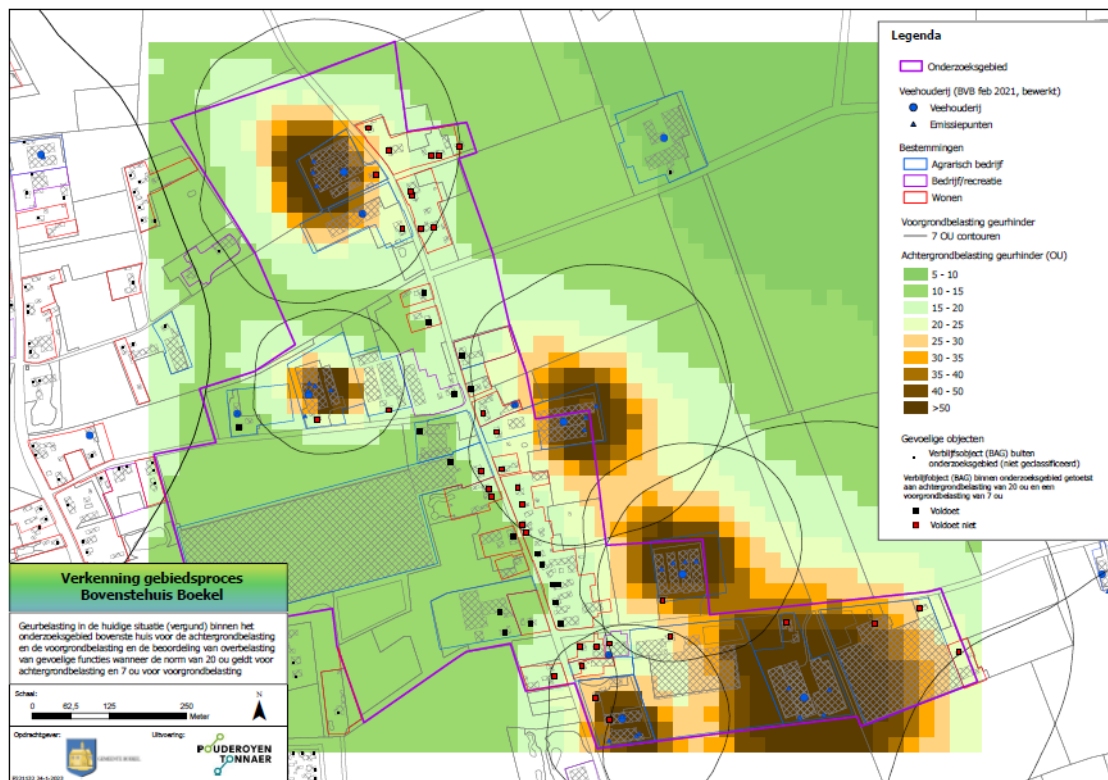 Legenda
Onderzoeksgebied
Veehouderij (BVB feb 2021, bewerkt)
Veehouderij
Emissiepunten
Bestemmingen
Agrarisch bedrijf
Bedrijf/recreatie
Wonen
Voorgrondbelasting geurhinder
7 OU contouren
Achtergrondbelasting geurhinder (OU)
5 - 10
10 - 15
15 - 20
20 - 25
25 - 30
30 - 35
35 - 40
40 - 50
>50
Gevoelige objecten
Verblijfsobject (BAG) buiten
onderzoeksgebied (niet geclassificeerd)
Verblijfobject (BAG) binnen onderzoeksgebied getoetst
aan achtergrondbelasting van 20 ou en een
voorgrondbelasting van 7 ou
Voldoet
Voldoet niet
Verkenning gebiedsproces
Bovenstehuis Boekel
Geurbelasting in de huidige situatie (vergund) binnen het
onderzoeksgebied bovenste huis voor de achtergrondbelasting
en de voorgrondbelasting en de beoordeling van overbelasting
van gevoelige functies wanneer de norm van 20 ou geldt voor
achtergrondbelasting en 7 ou voor voorgrondbelasting
Schaal:
N
0 62,5 125 250
Meter
Opdrachtgever:
Uitvoering:
GEMEENTE BOEKEL
POUDEROYEN
TONNAER